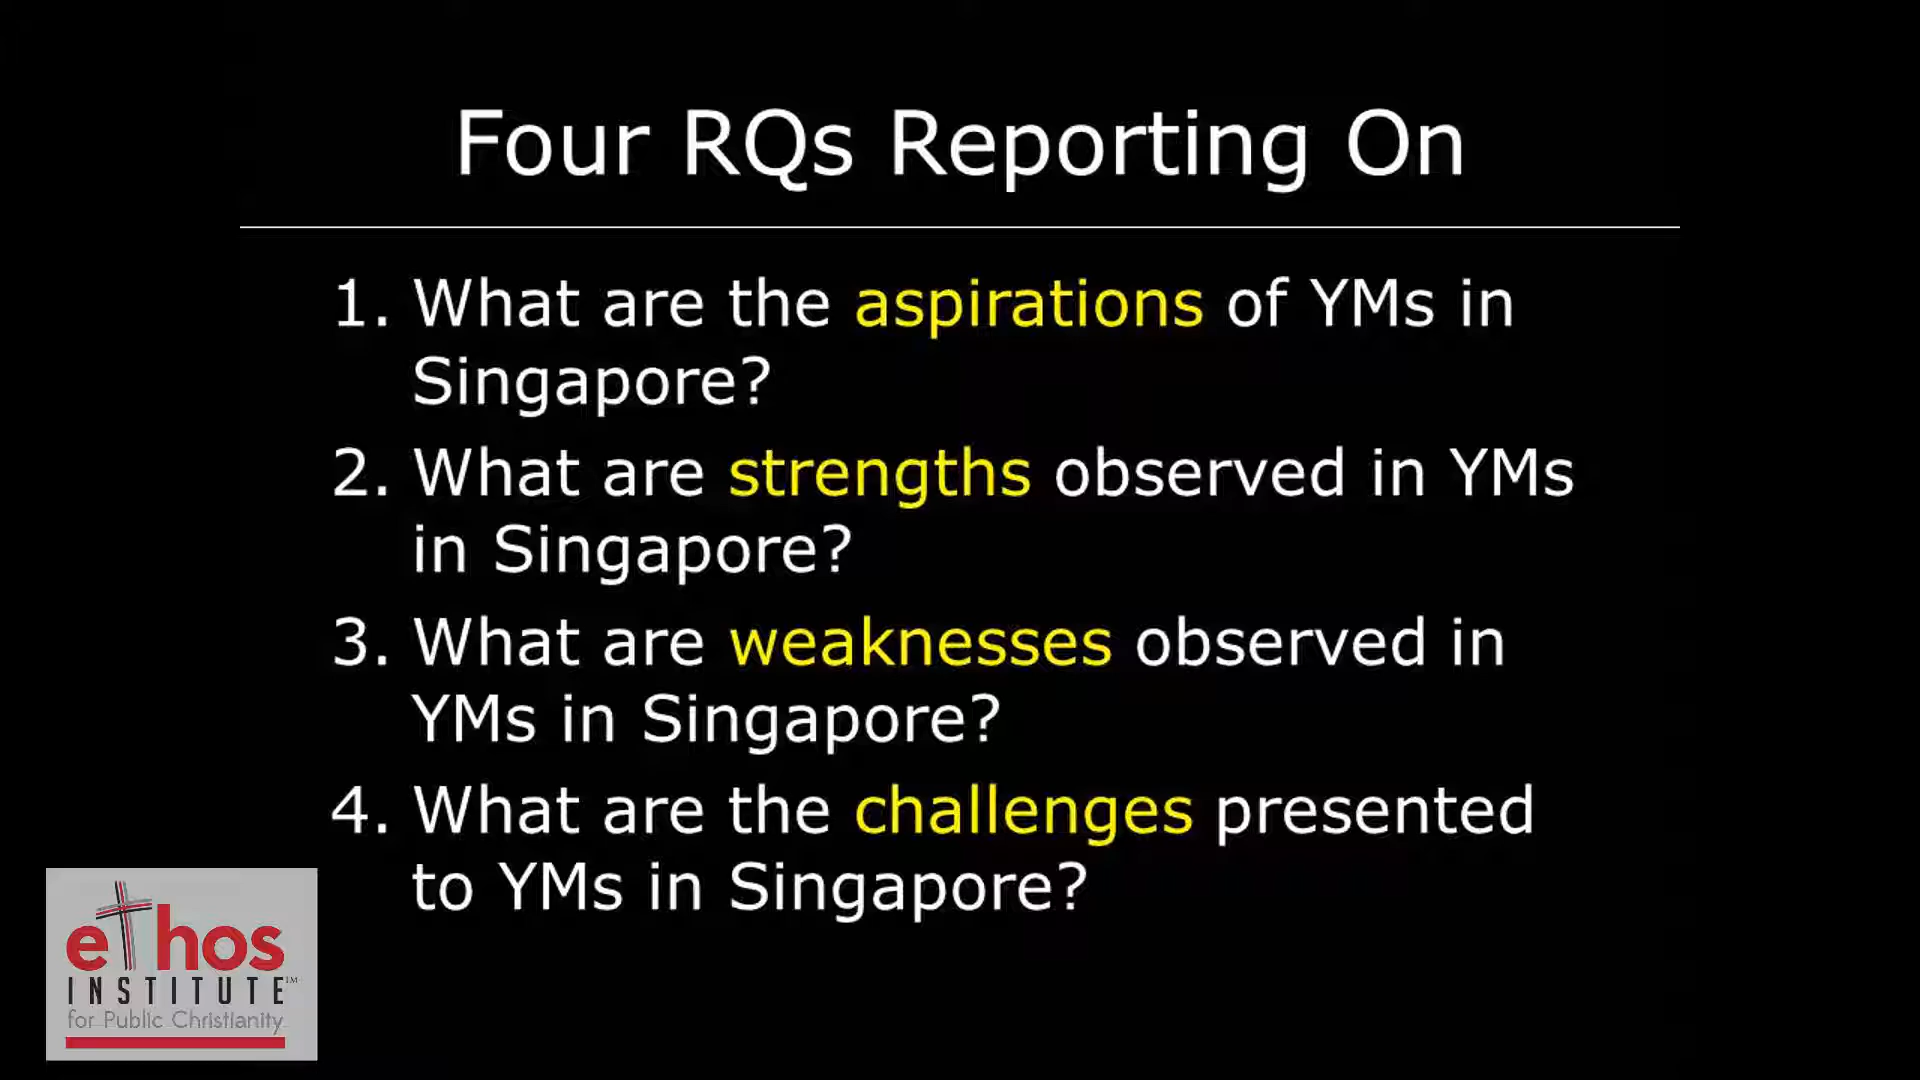 Four RQs Reporting On
1. What are the aspirations of YMs in
Singapore?
2. What are strengths observed in YMs
in Singapore?
3. What are weaknesses observed in
YMs in Singapore?
4. What are the challenges presented
to YMs in Singapore?
ethos
INSTITUTE™
for Public Christianity